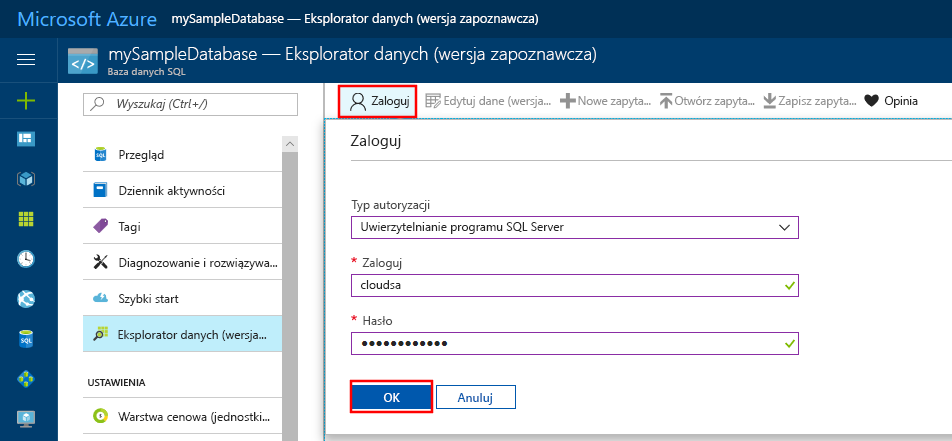 Microsoft Azure mySampleDatabase — Eksplorator danych (wersja zapoznawcza)
mySampleDatabase — Eksplorator danych (wersja zapoznawcza)
Baza danych SQL
Wyszukaj (Ctrl+/)
Przegląd
Dziennik aktywności
Tagi
Diagnozowanie i rozwiązywa...
Szybki start
Eksplorator danych (wersja...
USTAWIENIA
Warstwa cenowa (jednostki...
Zaloguj Edytuj dane (wersja... Nowe zapyta... Otwórz zapyta... Zapisz zapyta... Opinia
Zaloguj
Typ autoryzacji
Uwierzytelnianie programu SQL Server
* Zaloguj
cloudsa
* Hasło
••••••••••••
OK Anuluj